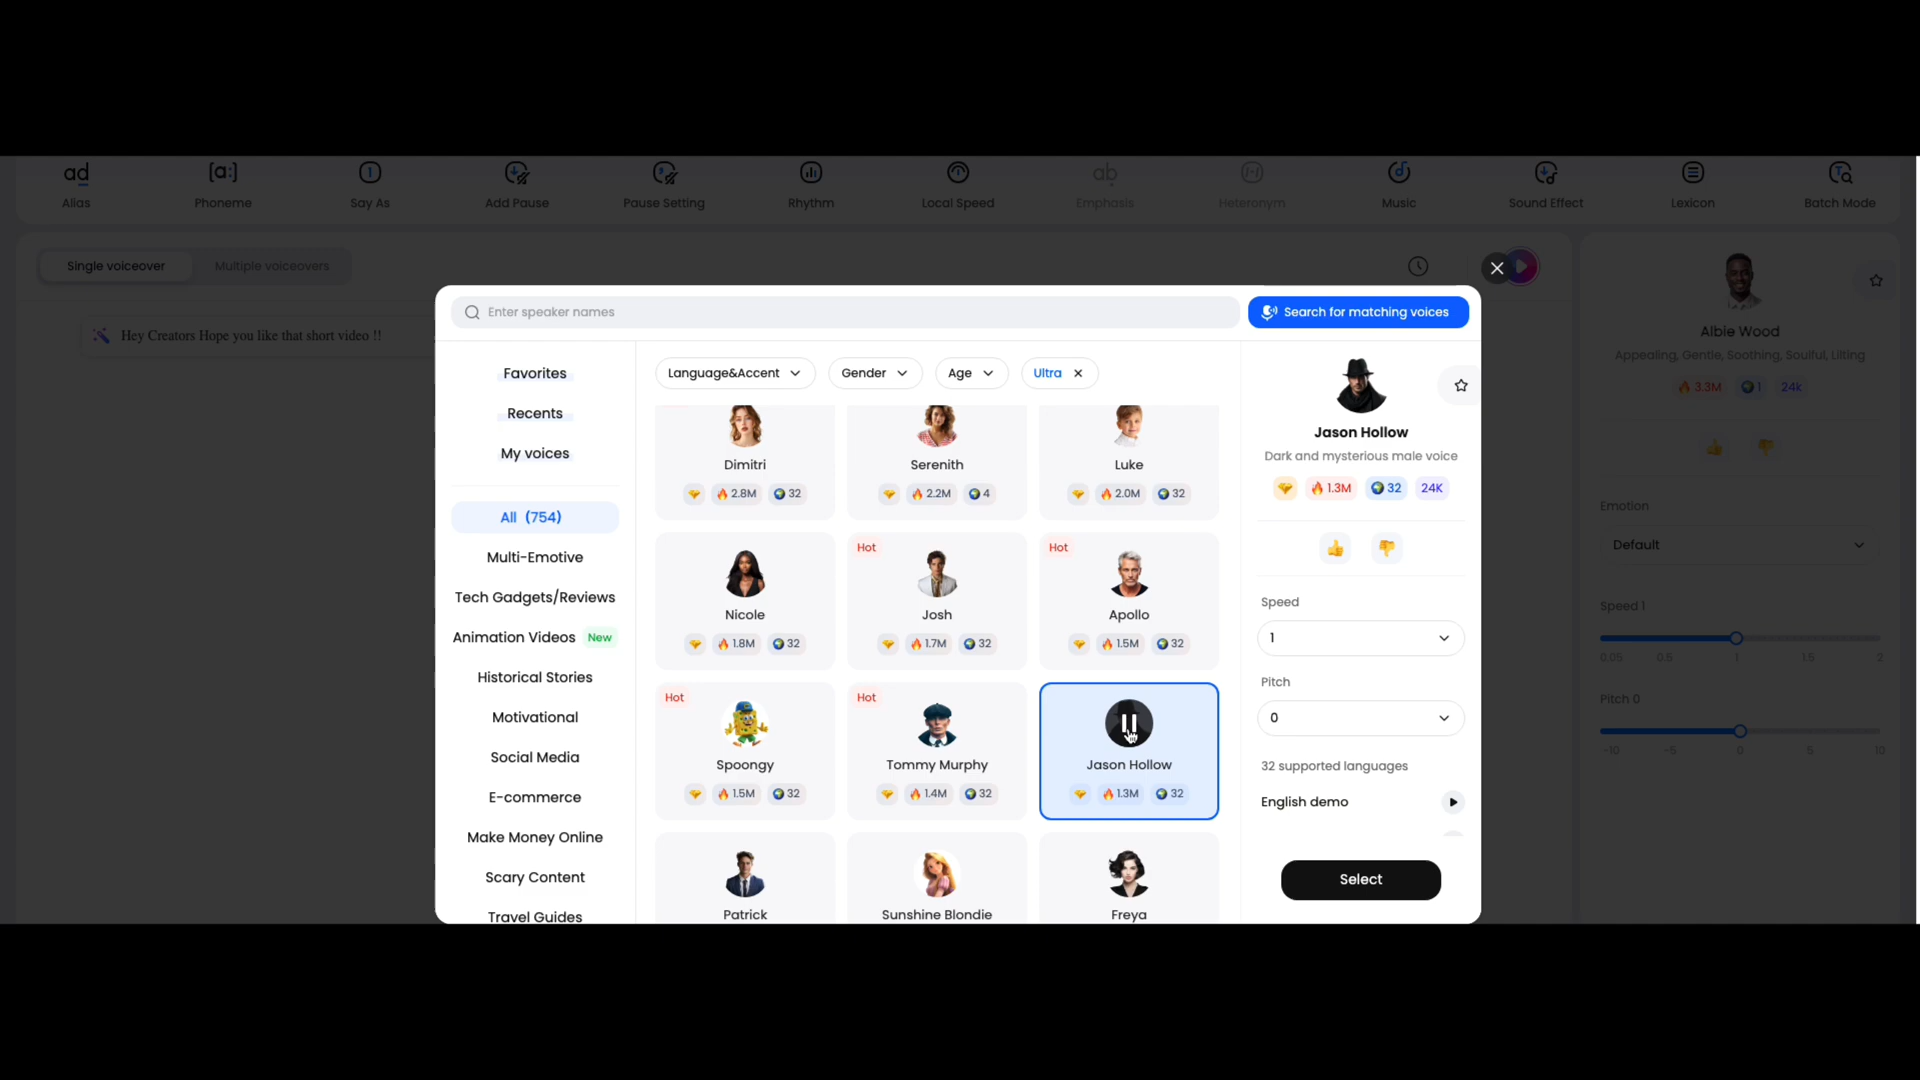 ad
[a:]
Alias
Phoneme
Say As
Add Pause
Pause Setting
Rhythm
Local Speed
ab
Emphasis
Heteronym
Music
Sound Effect
Lexicon
Batch Mode
Single voiceover
Multiple voiceovers
Hey Creators Hope you like that short video !!
Enter speaker names
Search for matching voices
Favorites
Recents
My voices
All (754)
Multi-Emotive
Tech Gadgets/Reviews
Animation Videos New
Historical Stories
Motivational
Social Media
E-commerce
Make Money Online
Scary Content
Travel Guides
Language&Accent
Gender
Age
Ultra
Dimitri
2.8M 32
Serenith
2.2M 4
Luke
2.0M 32
Nicole
1.8M 32
Hot
Josh
1.7M 32
Hot
Apollo
1.5M 32
Hot
Spoongy
1.5M 32
Hot
Tommy Murphy
1.4M 32
Jason Hollow
1.3M 32
Patrick
Sunshine Blondie
Freya
Jason Hollow
Dark and mysterious male voice
1.3M 32 24K
Speed
1
Pitch
0
32 supported languages
English demo
Select
Albie Wood
Appealing, Gentle, Soothing, Soulful, Lilting
3.3M 1 24k
Emotion
Default
Speed 1
0.05 0.5 1 1.5 2
Pitch 0
-10 -5 0 5 10